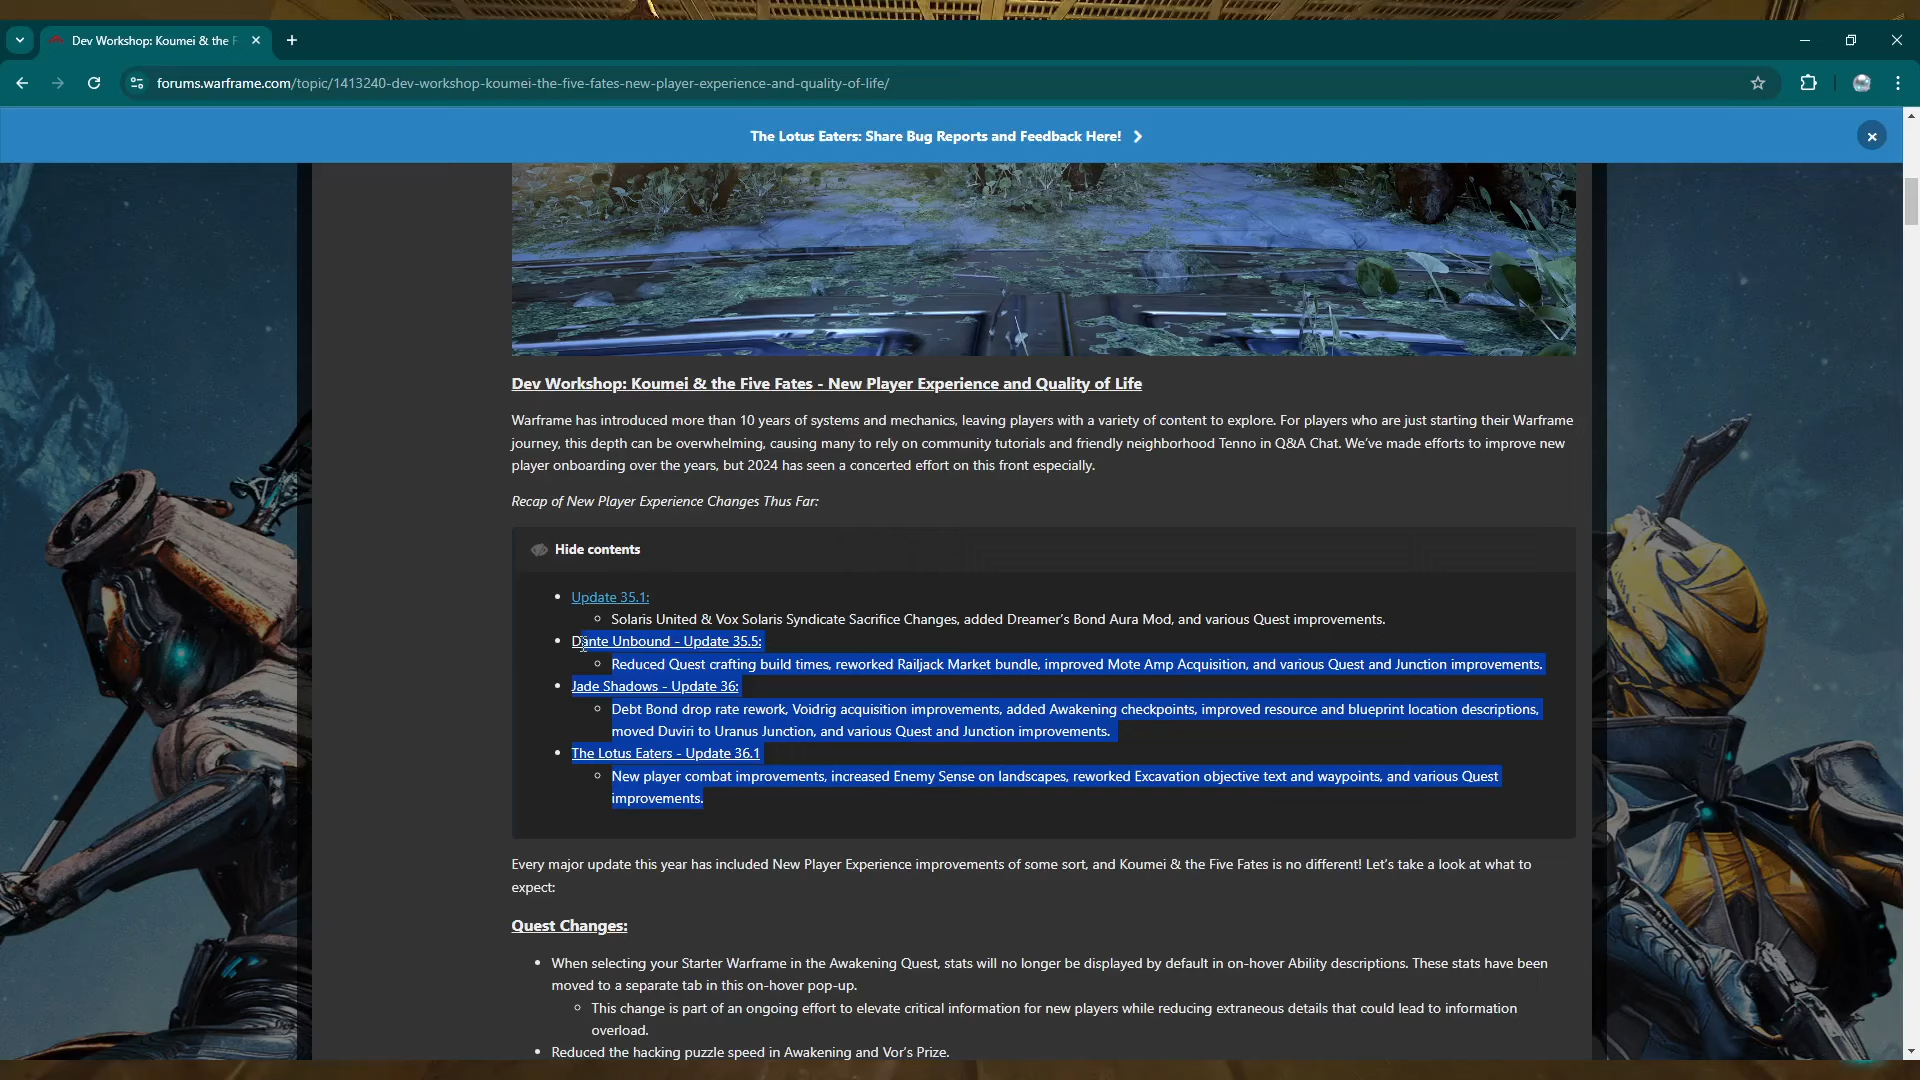 Dev Workshop: Koumei & the F
forums.warframe.com/topic/1413240-dev-workshop-koumei-the-five-fates-new-player-experience-and-quality-of-life/
The Lotus Eaters: Share Bug Reports and Feedback Here!
Dev Workshop: Koumei & the Five Fates - New Player Experience and Quality of Life
Warframe has introduced more than 10 years of systems and mechanics, leaving players with a variety of content to explore. For players who are just starting their Warframe
journey, this depth can be overwhelming, causing many to rely on community tutorials and friendly neighborhood Tenno in Q&A Chat. We’ve made efforts to improve new
player onboarding over the years, but 2024 has seen a concerted effort on this front especially.
Recap of New Player Experience Changes Thus Far:
Hide contents
• Update 35.1:
○ Solaris United & Vox Solaris Syndicate Sacrifice Changes, added Dreamer’s Bond Aura Mod, and various Quest improvements.
• Dante Unbound - Update 35.5:
○ Reduced Quest crafting build times, reworked Railjack Market bundle, improved Mote Amp Acquisition, and various Quest and Junction improvements.
• Jade Shadows - Update 36:
○ Debt Bond drop rate rework, Voidrig acquisition improvements, added Awakening checkpoints, improved resource and blueprint location descriptions,
moved Duviri to Uranus Junction, and various Quest and Junction improvements.
• The Lotus Eaters - Update 36.1
○ New player combat improvements, increased Enemy Sense on landscapes, reworked Excavation objective text and waypoints, and various Quest
improvements.
Every major update this year has included New Player Experience improvements of some sort, and Koumei & the Five Fates is no different! Let’s take a look at what to
expect:
Quest Changes:
• When selecting your Starter Warframe in the Awakening Quest, stats will no longer be displayed by default in on-hover Ability descriptions. These stats have been
moved to a separate tab in this on-hover pop-up.
○ This change is part of an ongoing effort to elevate critical information for new players while reducing extraneous details that could lead to information
overload.
• Reduced the hacking puzzle speed in Awakening and Vor’s Prize.